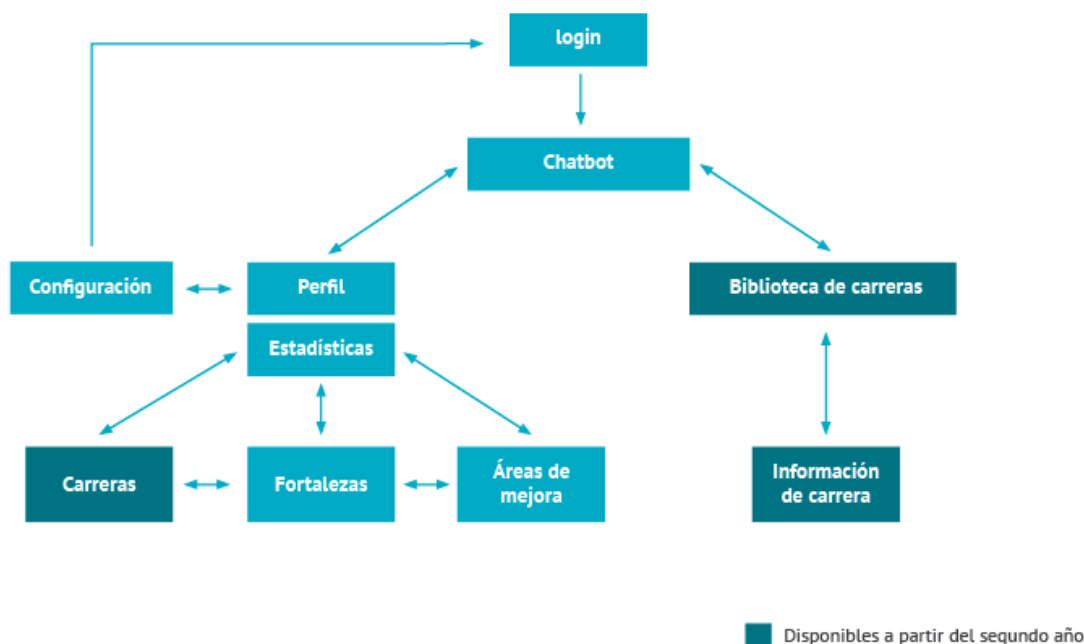 login
Chatbot
Configuración
Perfil
Biblioteca de carreras
Estadísticas
Carreras
Fortalezas
Áreas de
mejora
Información
de carrera
Disponibles a partir del segundo año